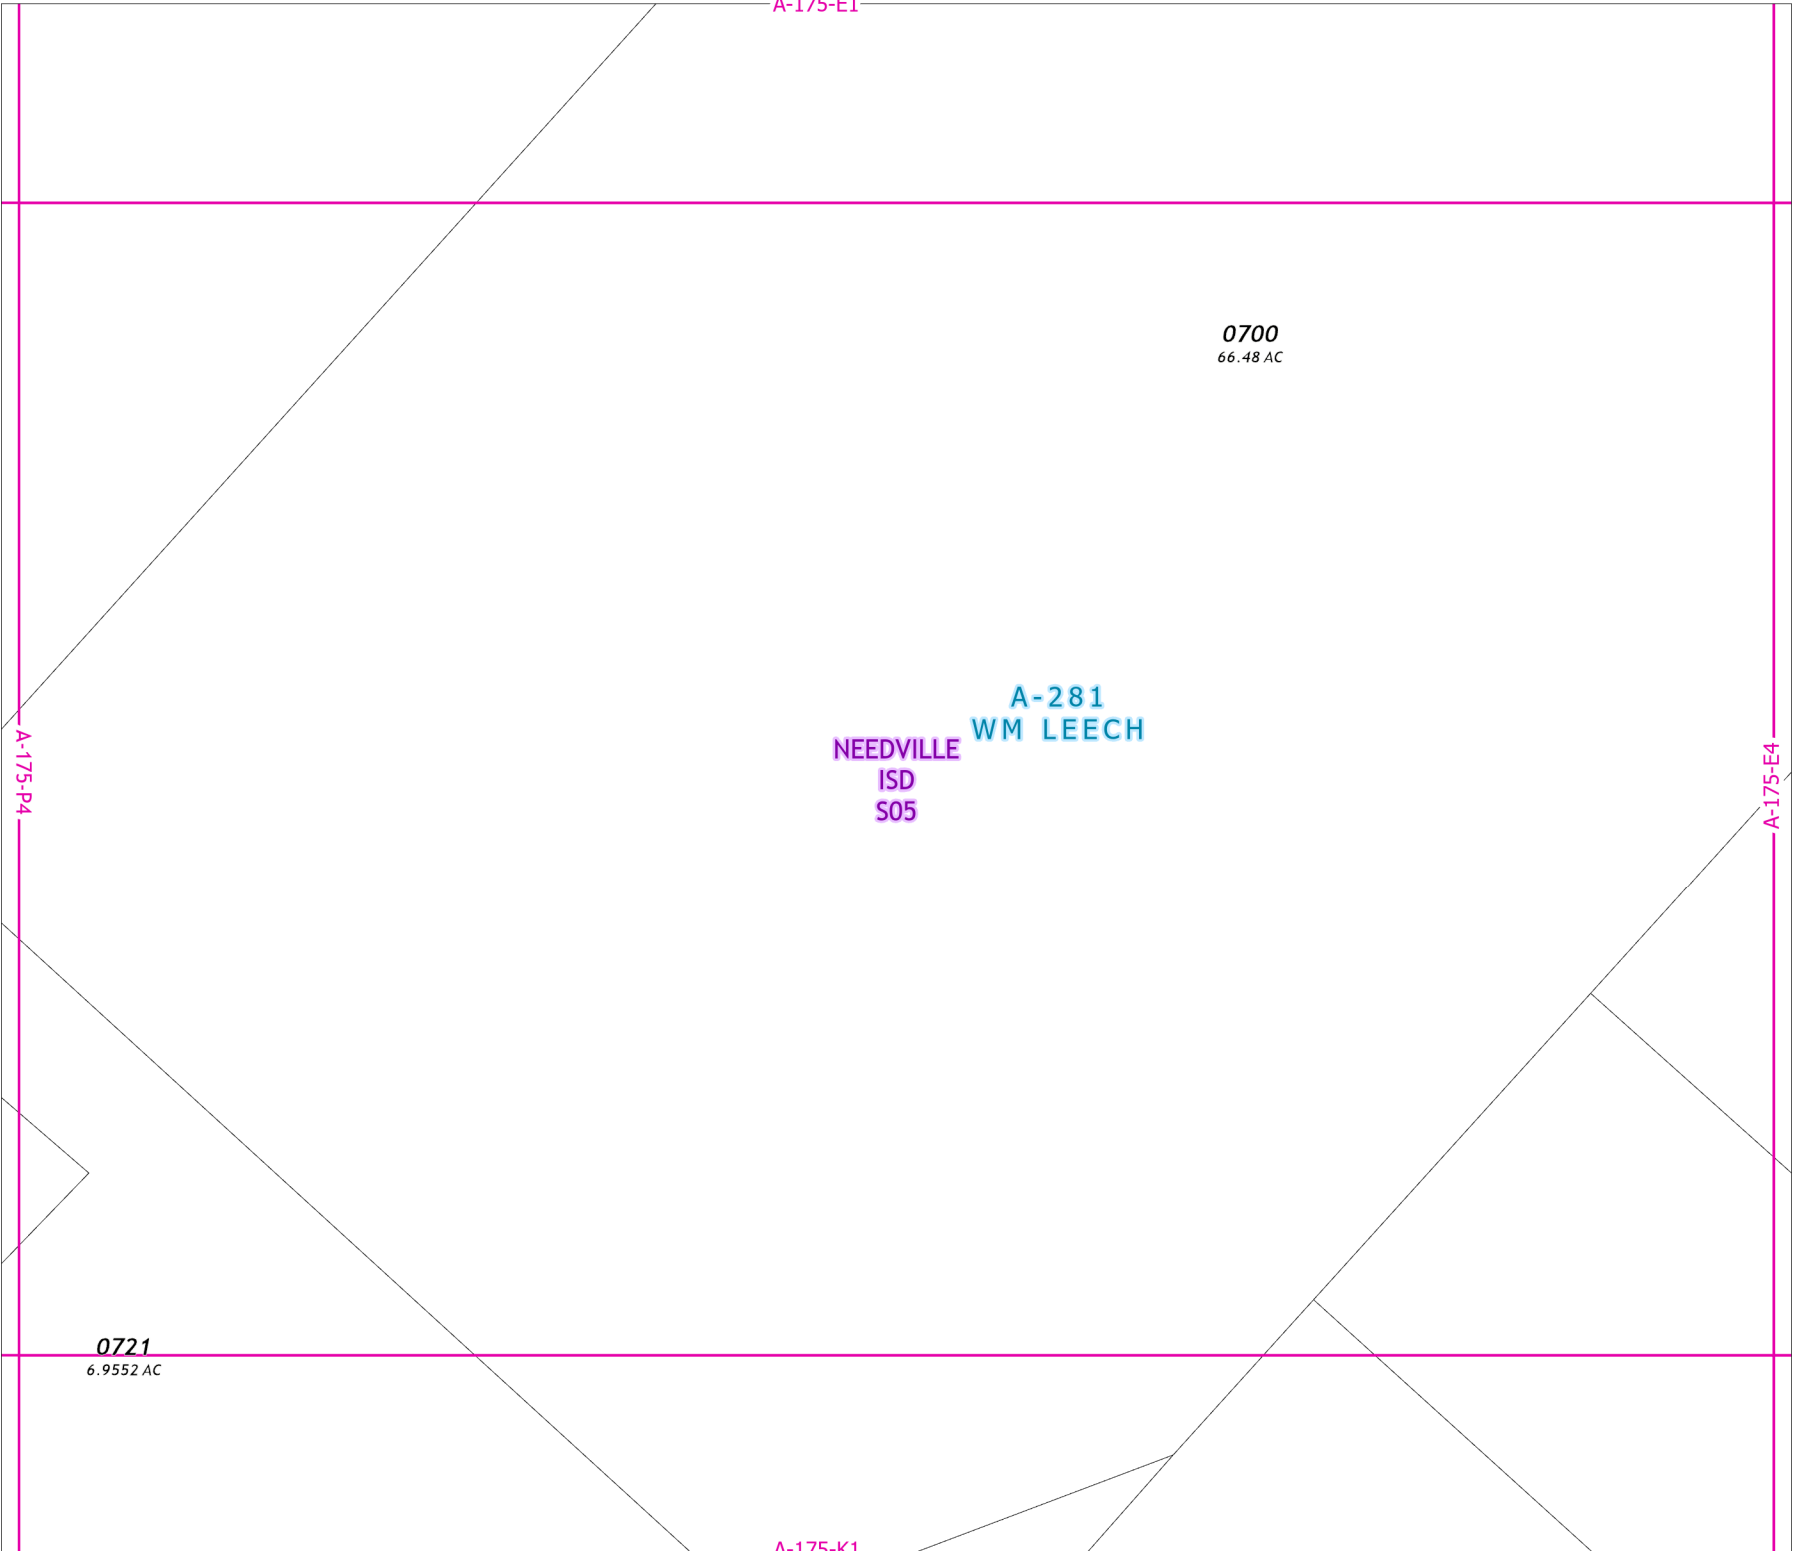 A-175-E1
0700
66.48 AC
A-281
WM LEECH
NEEDVILLE
ISD
S05
A-175-P4
A-175-E4
0721
6.9552 AC
A-175-K1